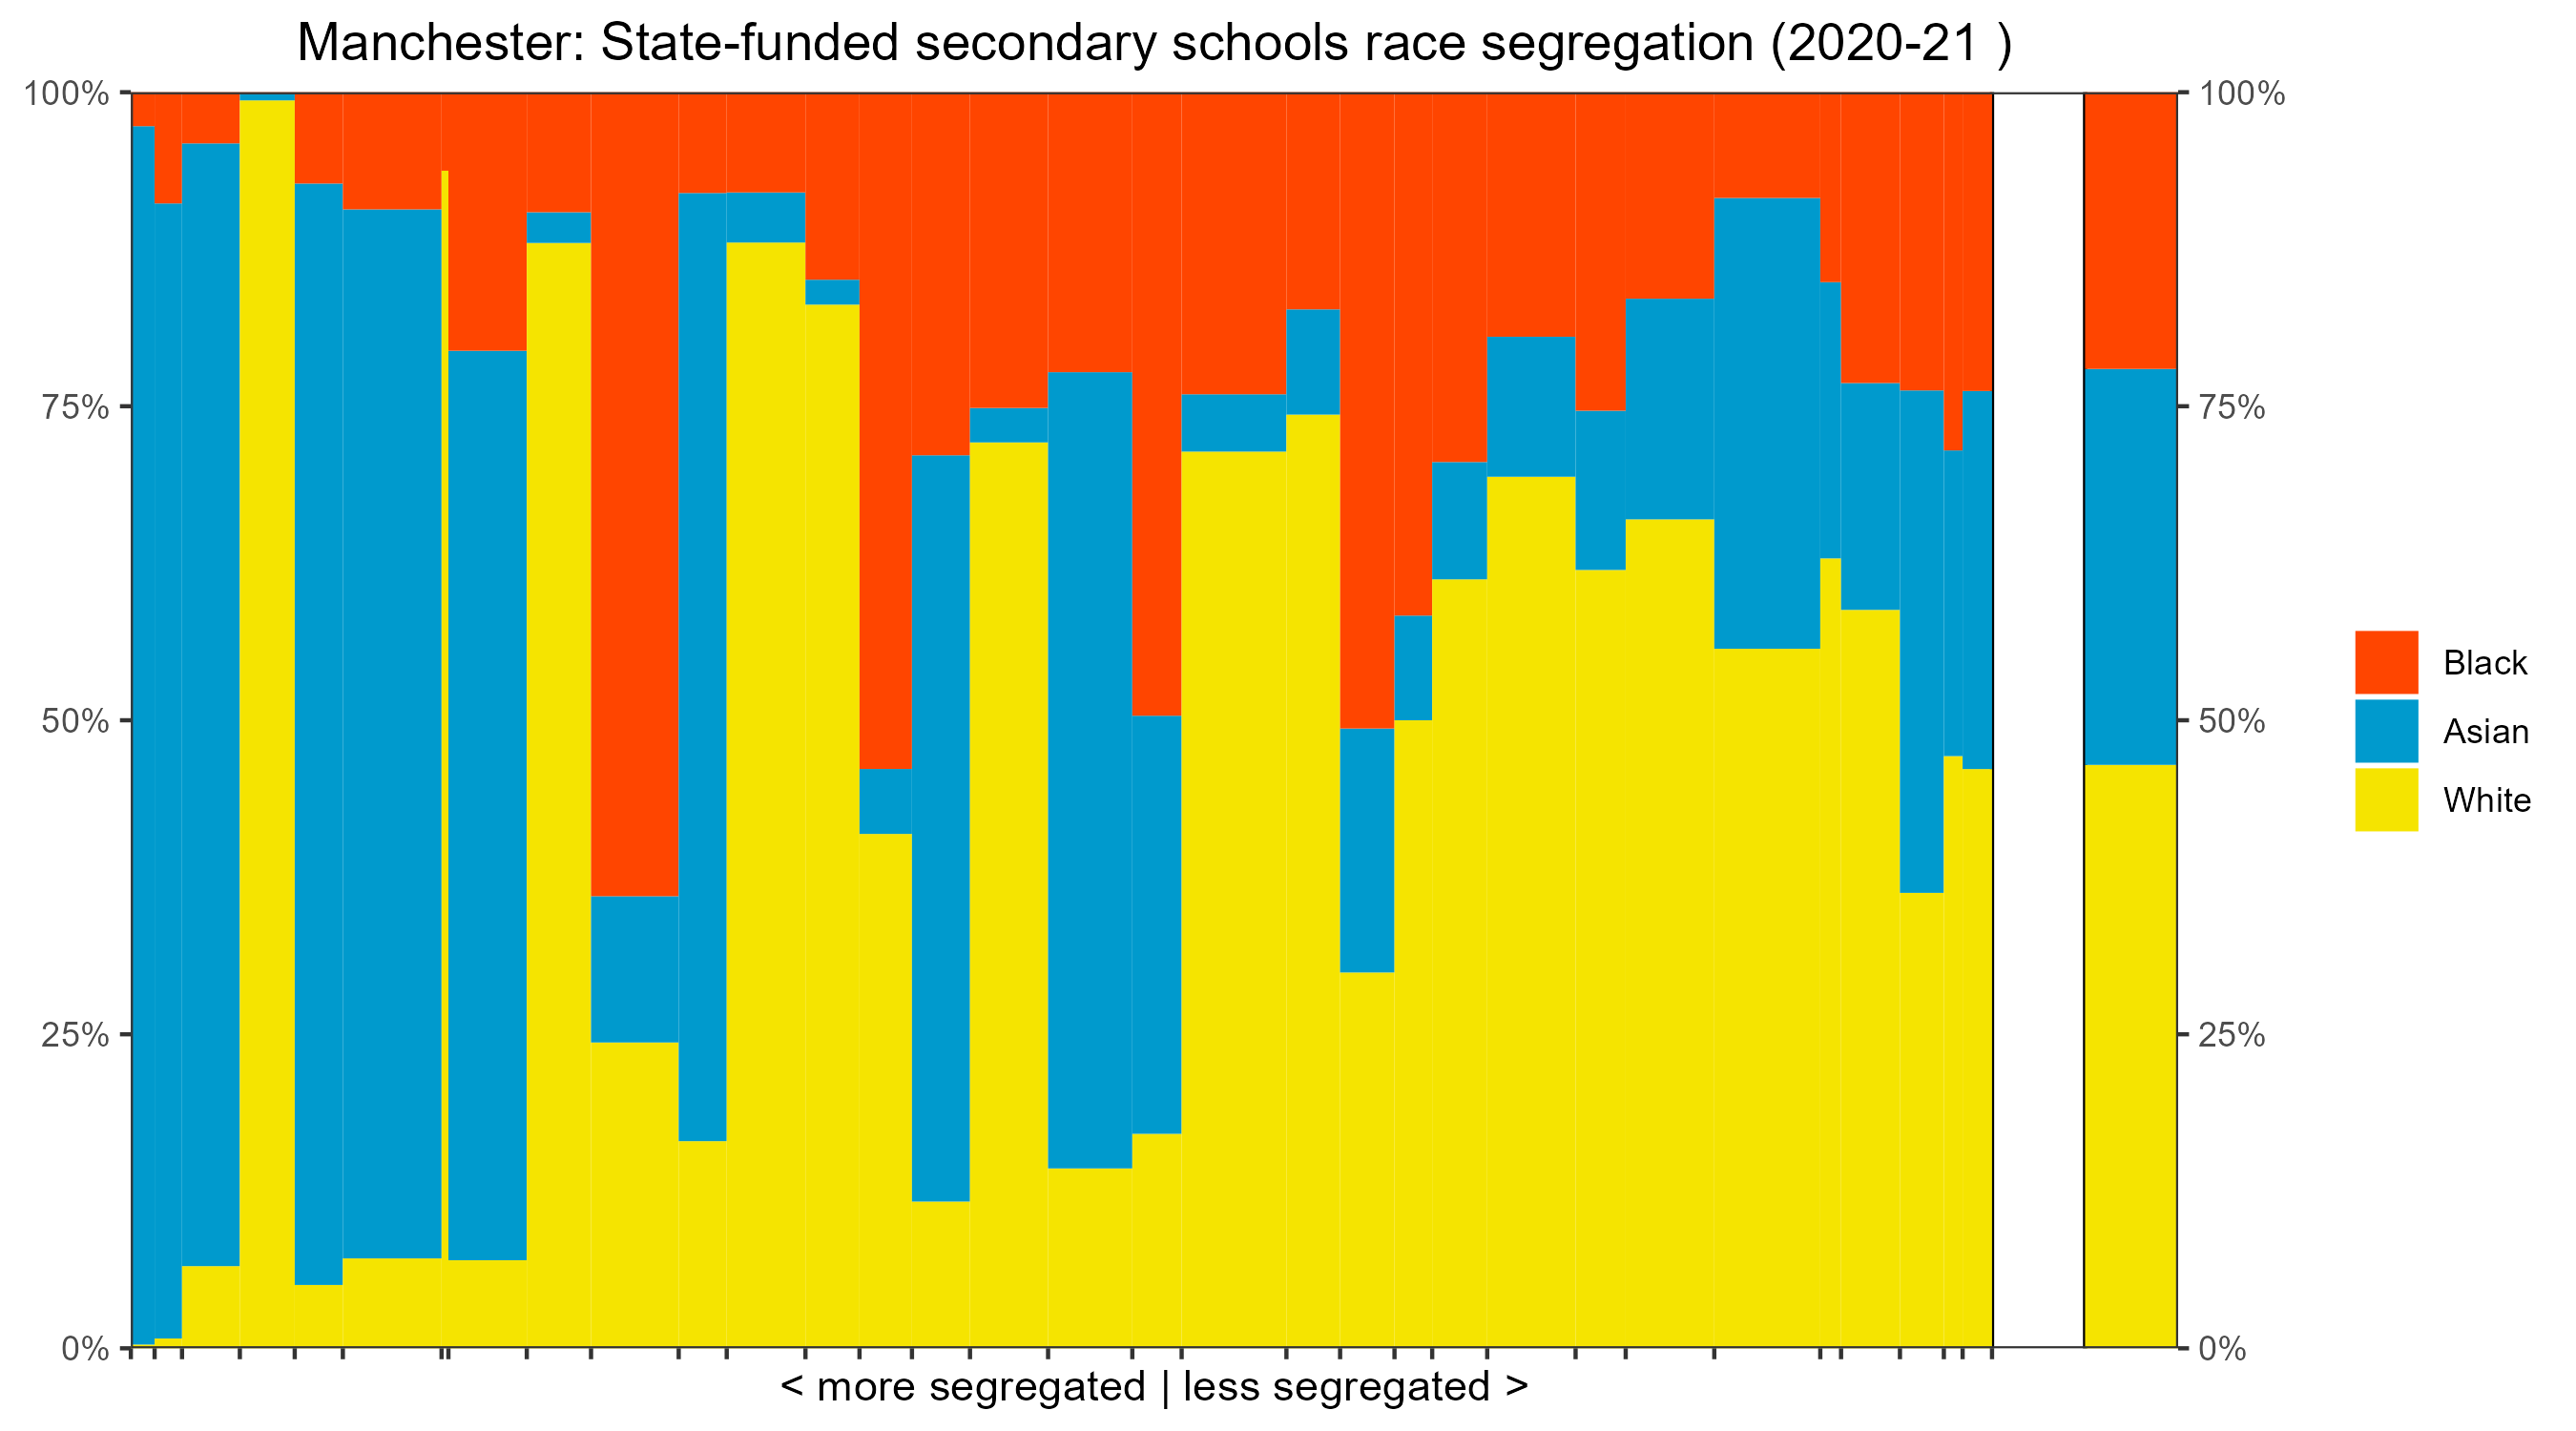 Manchester: State-funded secondary schools race segregation (2020-21 )
100%
75%
50%
25%
0%
100%
75%
50%
25%
0%
Black
Asian
White
< more segregated | less segregated >